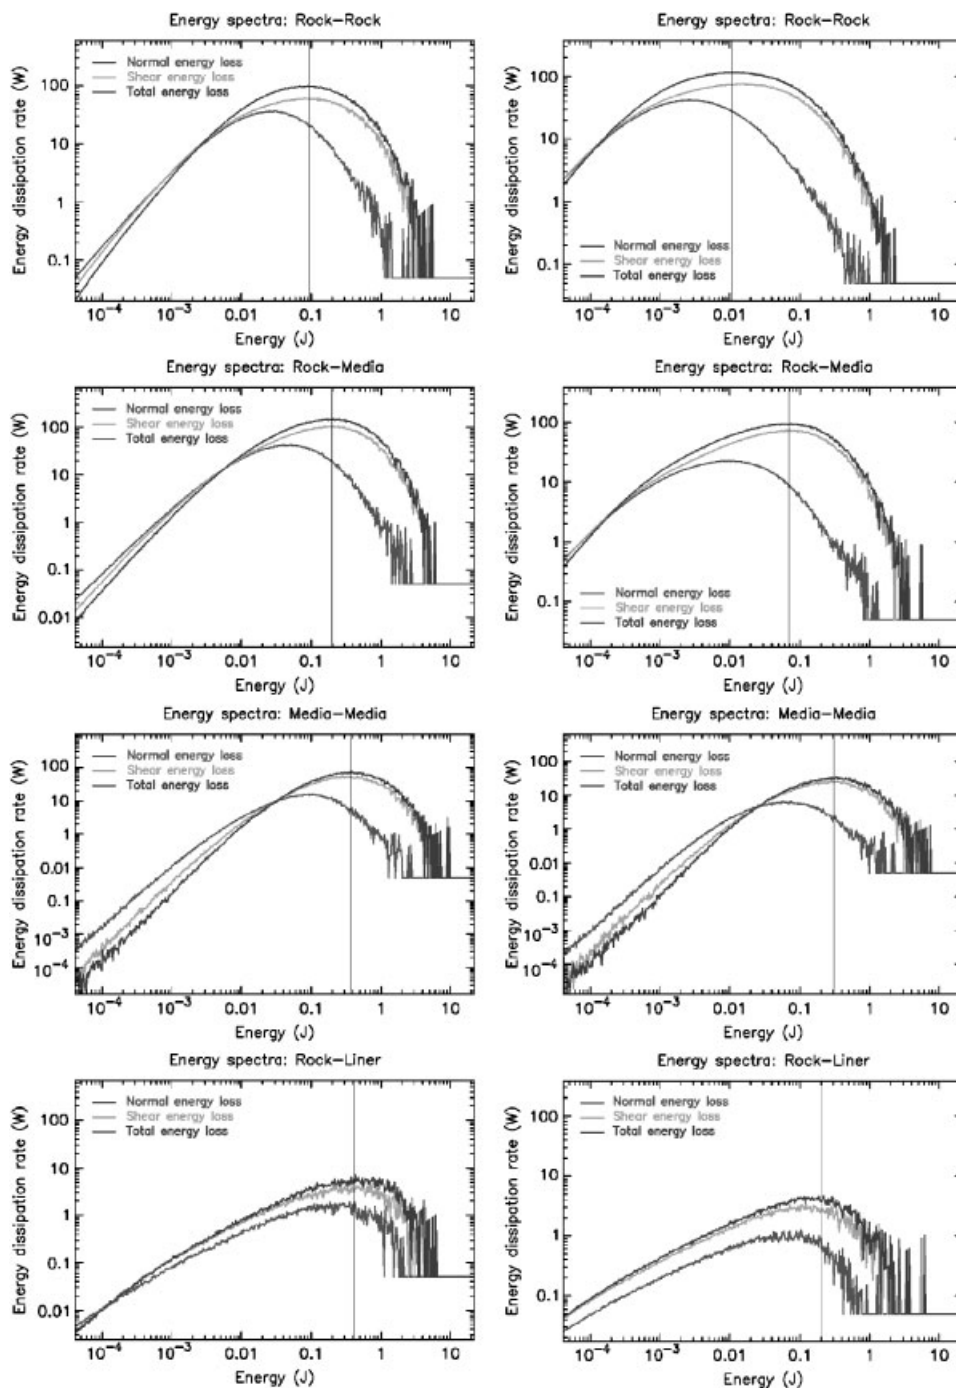 Energy spectra: Rock-Rock
Normal energy loss
Shear energy loss
Total energy loss
Energy dissipation rate (W)
100
10
1
0.1
10⁻⁴
10⁻³
0.01
0.1
1
10
Energy (J)
Energy spectra: Rock-Rock
Normal energy loss
Shear energy loss
Total energy loss
Energy dissipation rate (W)
100
10
1
0.1
10⁻⁴
10⁻³
0.01
0.1
1
10
Energy (J)
Energy spectra: Rock-Media
Normal energy loss
Shear energy loss
Total energy loss
Energy dissipation rate (W)
100
10
1
0.1
0.01
10⁻⁴
10⁻³
0.01
0.1
1
10
Energy (J)
Energy spectra: Rock-Media
Normal energy loss
Shear energy loss
Total energy loss
Energy dissipation rate (W)
100
10
1
0.1
10⁻⁴
10⁻³
0.01
0.1
1
10
Energy (J)
Energy spectra: Media-Media
Normal energy loss
Shear energy loss
Total energy loss
Energy dissipation rate (W)
100
10
1
0.01
0.1
10⁻³
10⁻⁴
10⁻⁴
10⁻³
0.01
0.1
1
10
Energy (J)
Energy spectra: Media-Media
Normal energy loss
Shear energy loss
Total energy loss
Energy dissipation rate (W)
100
10
1
0.01
0.1
10⁻³
10⁻⁴
10⁻⁴
10⁻³
0.01
0.1
1
10
Energy (J)
Energy spectra: Rock-Liner
Normal energy loss
Shear energy loss
Total energy loss
Energy dissipation rate (W)
100
10
1
0.1
0.01
10⁻⁴
10⁻³
0.01
0.1
1
10
Energy (J)
Energy spectra: Rock-Liner
Normal energy loss
Shear energy loss
Total energy loss
Energy dissipation rate (W)
100
10
1
0.1
10⁻⁴
10⁻³
0.01
0.1
1
10
Energy (J)